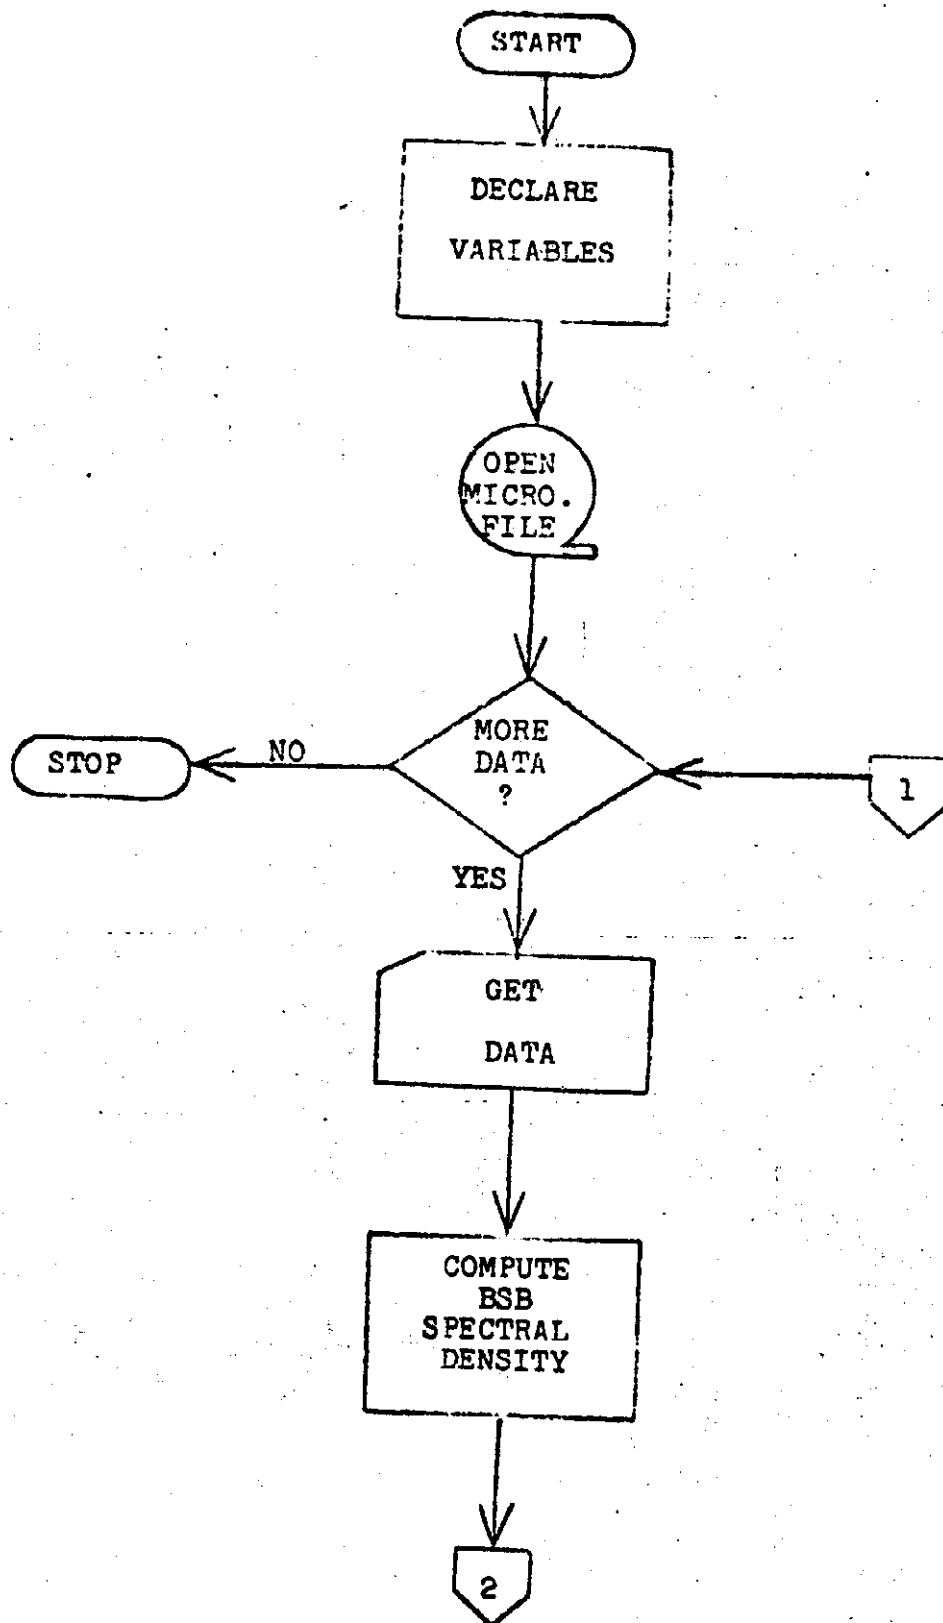 START
DECLARE
VARIABLES
OPEN
MICRO.
FILE
MORE
DATA
?
STOP
NO
1
YES
GET
DATA
COMPUTE
BSB
SPECTRAL
DENSITY
2